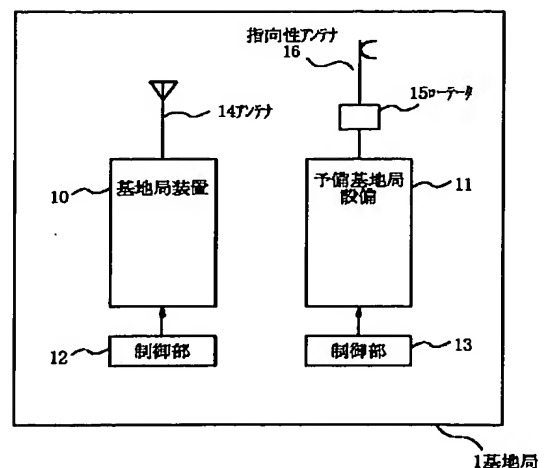 指向性アンテナ
16
15ローテータ
14アンテナ
10
基地局装置
予備基地局
設備
11
12
制御部
制御部
13
1基地局